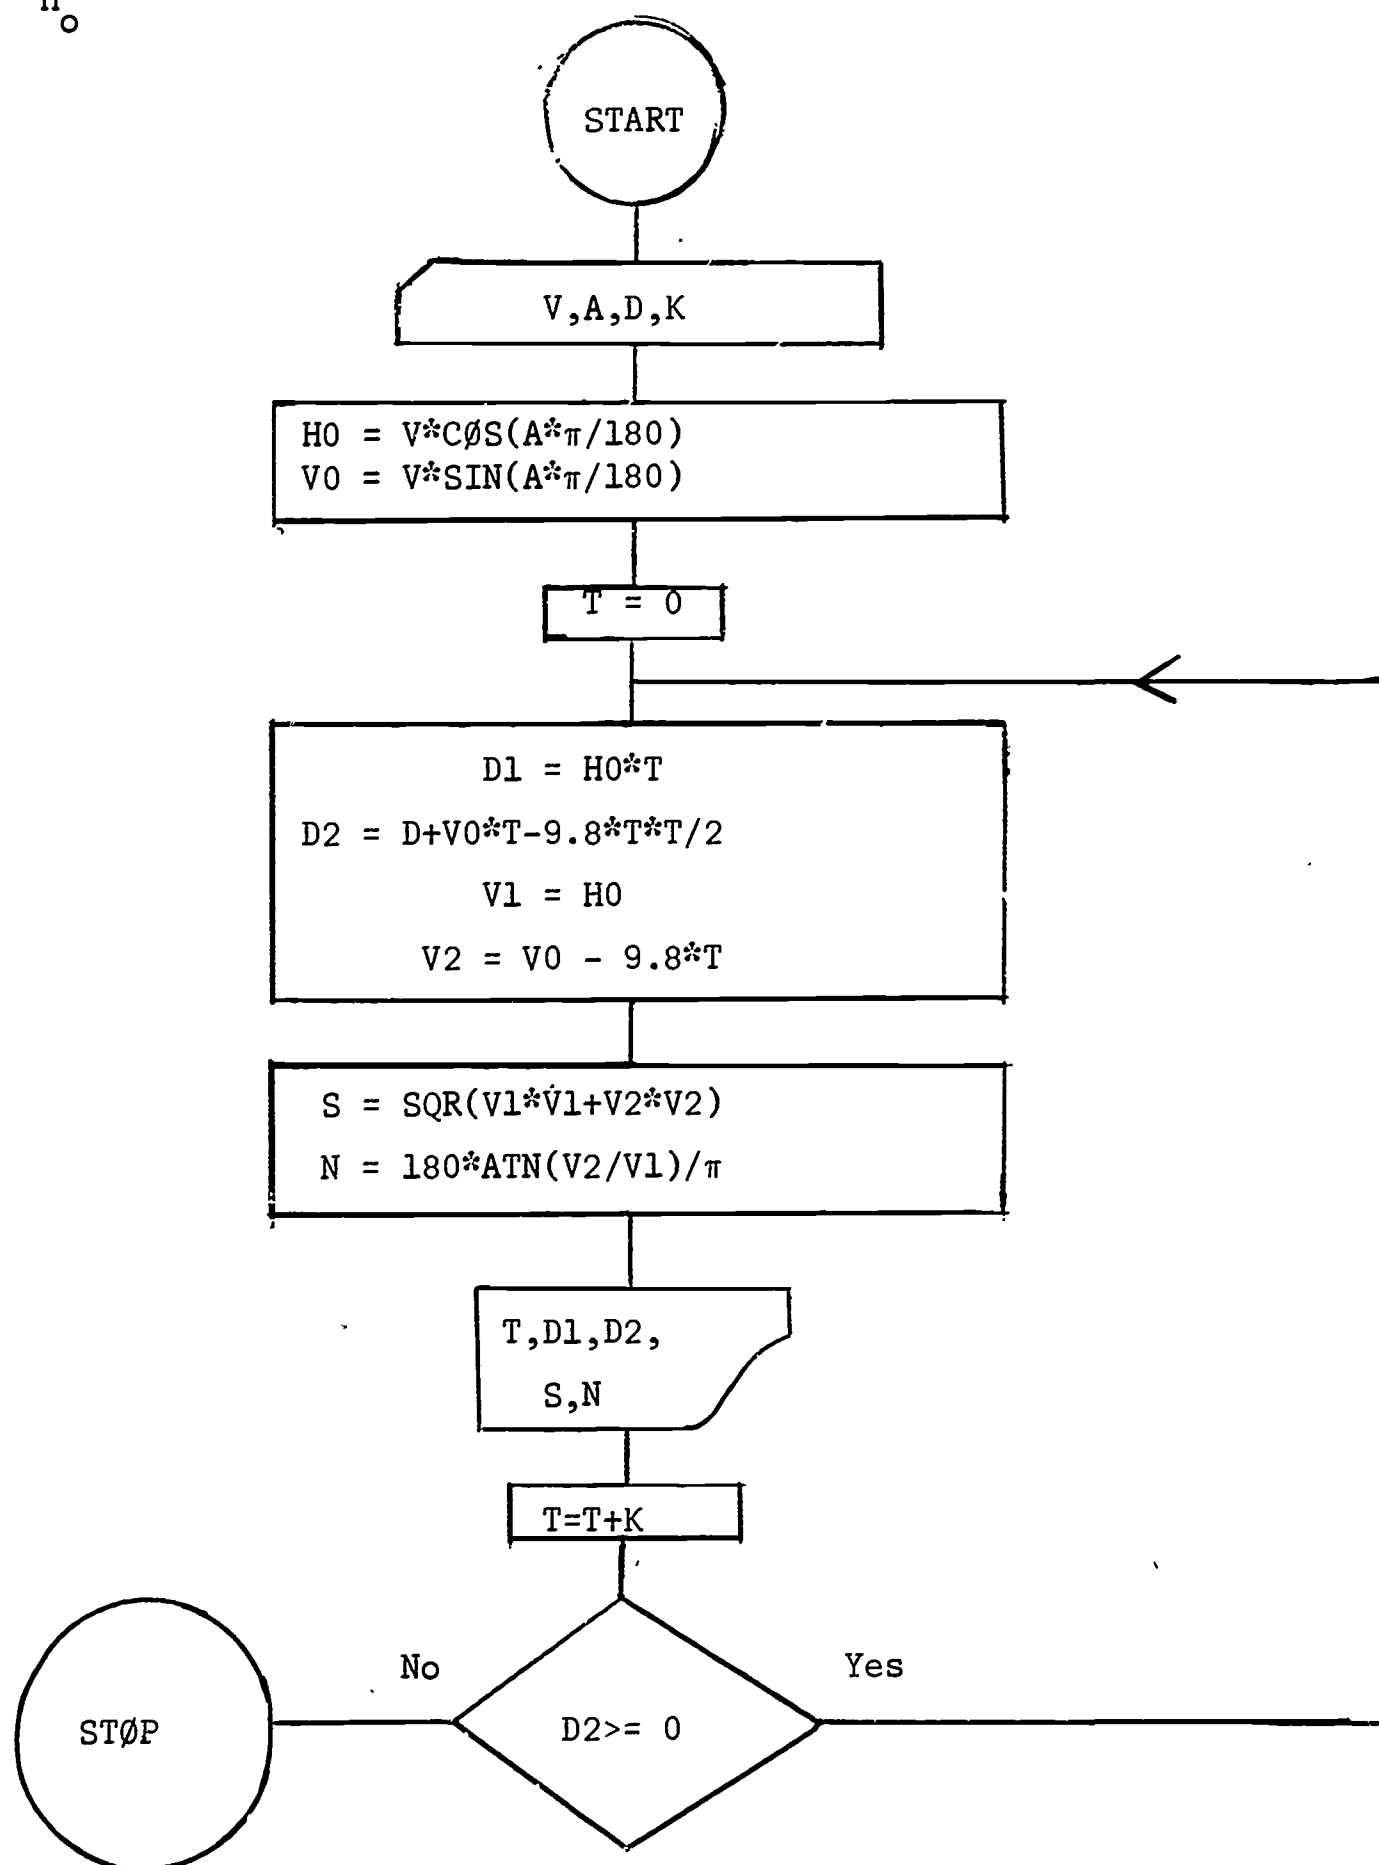 START
V,A,D,K
H0 = V*CØS(A*π/180)
V0 = V*SIN(A*π/180)
T = 0
D1 = H0*T
D2 = D+V0*T-9.8*T*T/2
V1 = H0
V2 = V0 - 9.8*T
S = SQR(V1*V1+V2*V2)
N = 180*ATN(V2/V1)/π
T,D1,D2,
S,N
T=T+K
No
Yes
STØP
D2>= 0